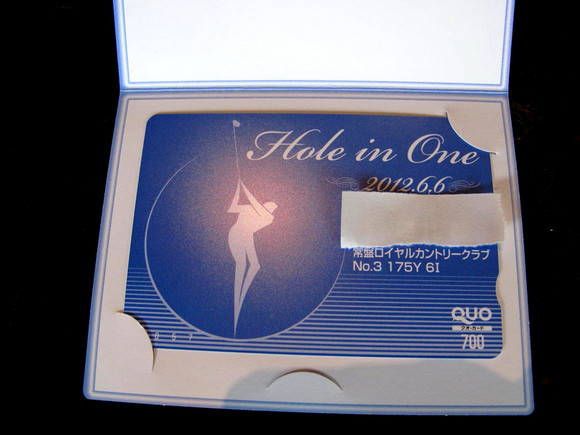 Hole in One
2012.6.6
常盤ロイヤルカントリークラブ
No.3 175Y 6I
QUO
クオ・カード
700
067